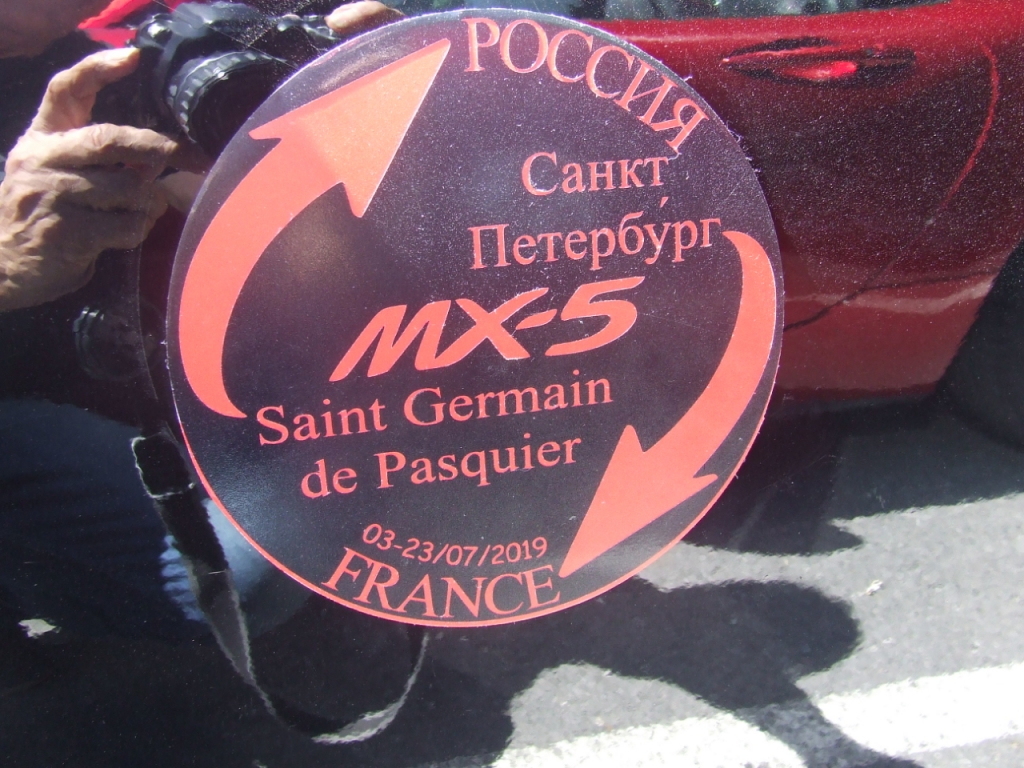 РОССИЯ
Санкт
Петербу́рг
MX-5
Saint Germain
de Pasquier
03-23/07/2019
FRANCE